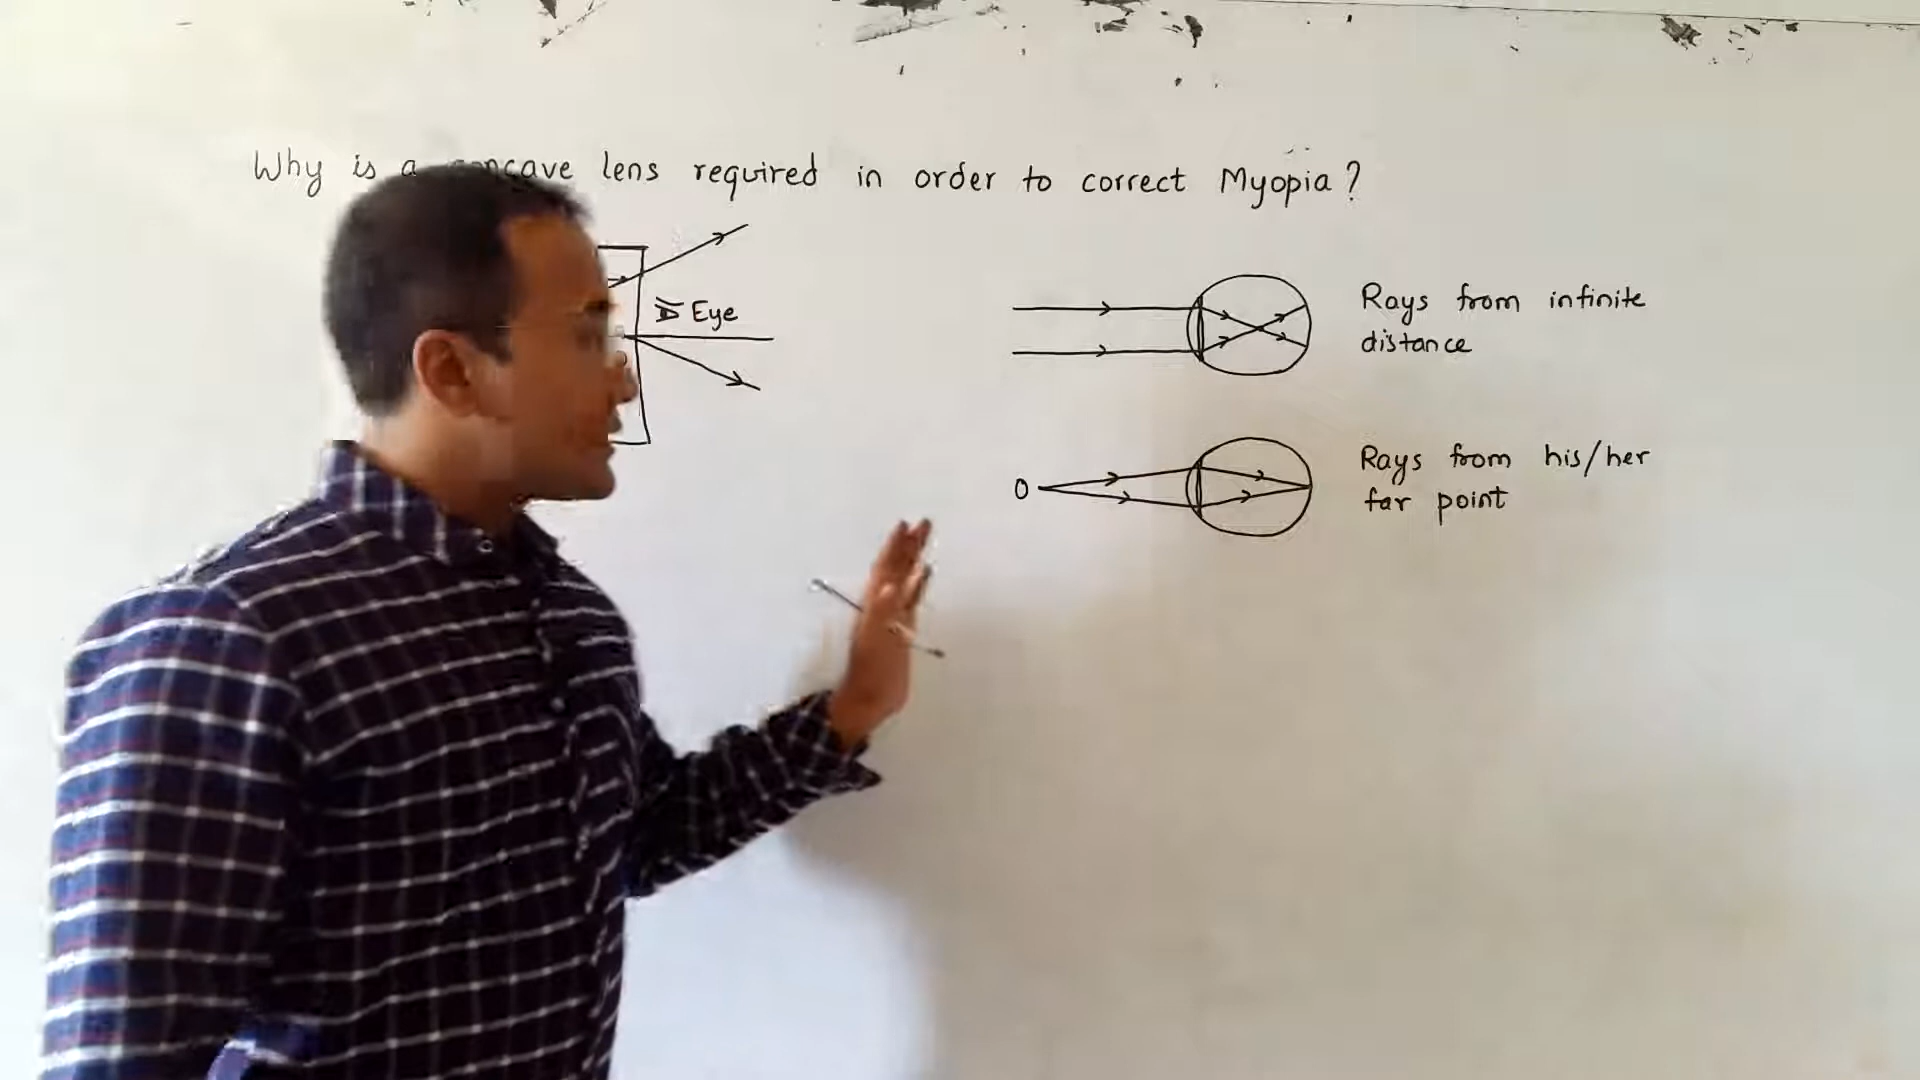 Why is a concave lens required in order to correct Myopia?
Eye
Rays from infinite
distance
O
Rays from his/her
far point